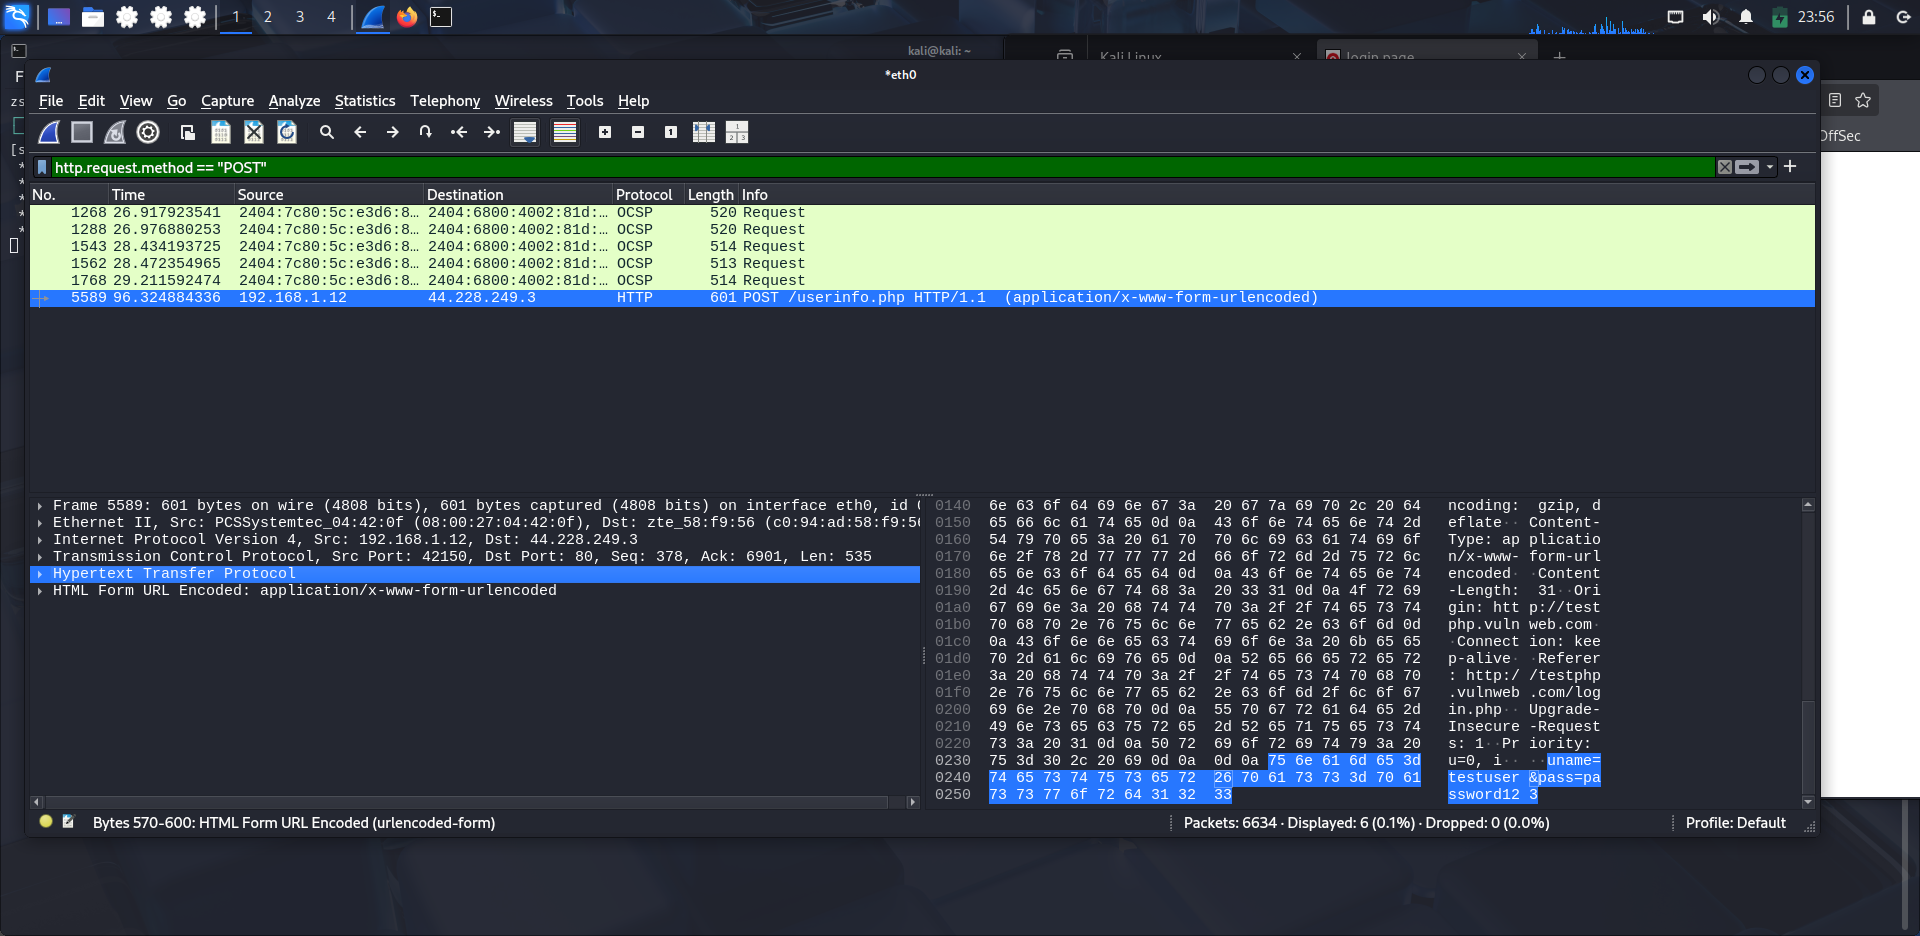 1 2 3 4 23:56
kali@kali: ~
Kali Linux
login page
F
*eth0
File Edit View Go Capture Analyze Statistics Telephony Wireless Tools Help
zs
[s
OffSec
http.request.method == "POST"
No. Time Source Destination Protocol Length Info
1268 26.917923541 2404:7c80:5c:e3d6:8… 2404:6800:4002:81d:… OCSP 520 Request
1288 26.976880253 2404:7c80:5c:e3d6:8… 2404:6800:4002:81d:… OCSP 520 Request
1543 28.434193725 2404:7c80:5c:e3d6:8… 2404:6800:4002:81d:… OCSP 514 Request
1562 28.472354965 2404:7c80:5c:e3d6:8… 2404:6800:4002:81d:… OCSP 513 Request
1768 29.211592474 2404:7c80:5c:e3d6:8… 2404:6800:4002:81d:… OCSP 514 Request
5589 96.324884336 192.168.1.12 44.228.249.3 HTTP 601 POST /userinfo.php HTTP/1.1 (application/x-www-form-urlencoded)
Frame 5589: 601 bytes on wire (4808 bits), 601 bytes captured (4808 bits) on interface eth0, id
Ethernet II, Src: PCSSystemtec_04:42:0f (08:00:27:04:42:0f), Dst: zte_58:f9:56 (c0:94:ad:58:f9:56
Internet Protocol Version 4, Src: 192.168.1.12, Dst: 44.228.249.3
Transmission Control Protocol, Src Port: 42150, Dst Port: 80, Seq: 378, Ack: 6901, Len: 535
Hypertext Transfer Protocol
HTML Form URL Encoded: application/x-www-form-urlencoded
0140 6e 63 6f 64 69 6e 67 3a 20 67 7a 69 70 2c 20 64 ncoding: gzip, d
0150 65 66 6c 61 74 65 0d 0a 43 6f 6e 74 65 6e 74 2d eflate·· Content-
0160 54 79 70 65 3a 20 61 70 70 6c 69 63 61 74 69 6f Type: ap plicatio
0170 6e 2f 78 2d 77 77 77 2d 66 6f 72 6d 2d 75 72 6c n/x-www- form-url
0180 65 6e 63 6f 64 65 64 0d 0a 43 6f 6e 74 65 6e 74 encoded· ·Content
0190 2d 4c 65 6e 67 74 68 3a 20 33 31 0d 0a 4f 72 69 -Length: 31··Ori
01a0 67 69 6e 3a 20 68 74 74 70 3a 2f 2f 74 65 73 74 gin: htt p://test
01b0 70 68 70 2e 76 75 6c 6e 77 65 62 2e 63 6f 6d 0d php.vuln web.com·
01c0 0a 43 6f 6e 6e 65 63 74 69 6f 6e 3a 20 6b 65 65 ·Connect ion: kee
01d0 70 2d 61 6c 69 76 65 0d 0a 52 65 66 65 72 65 72 p-alive· ·Referer
01e0 3a 20 68 74 74 70 3a 2f 2f 74 65 73 74 70 68 70 : http:/ /testphp
01f0 2e 76 75 6c 6e 77 65 62 2e 63 6f 6d 2f 6c 6f 67 .vulnweb .com/log
0200 69 6e 2e 70 68 70 0d 0a 55 70 67 72 61 64 65 2d in.php·· Upgrade-
0210 49 6e 73 65 63 75 72 65 2d 52 65 71 75 65 73 74 Insecure -Request
0220 73 3a 20 31 0d 0a 50 72 69 6f 72 69 74 79 3a 20 s: 1··Pr iority:
0230 75 3d 30 2c 20 69 0d 0a 0d 0a 75 6e 61 6d 65 3d u=0, i·· ··uname=
0240 74 65 73 74 75 73 65 72 26 70 61 73 73 3d 70 61 testuser &pass=pa
0250 73 73 77 6f 72 64 31 32 33 ssword12 3
Bytes 570-600: HTML Form URL Encoded (urlencoded-form)
Packets: 6634 · Displayed: 6 (0.1%) · Dropped: 0 (0.0%)
Profile: Default